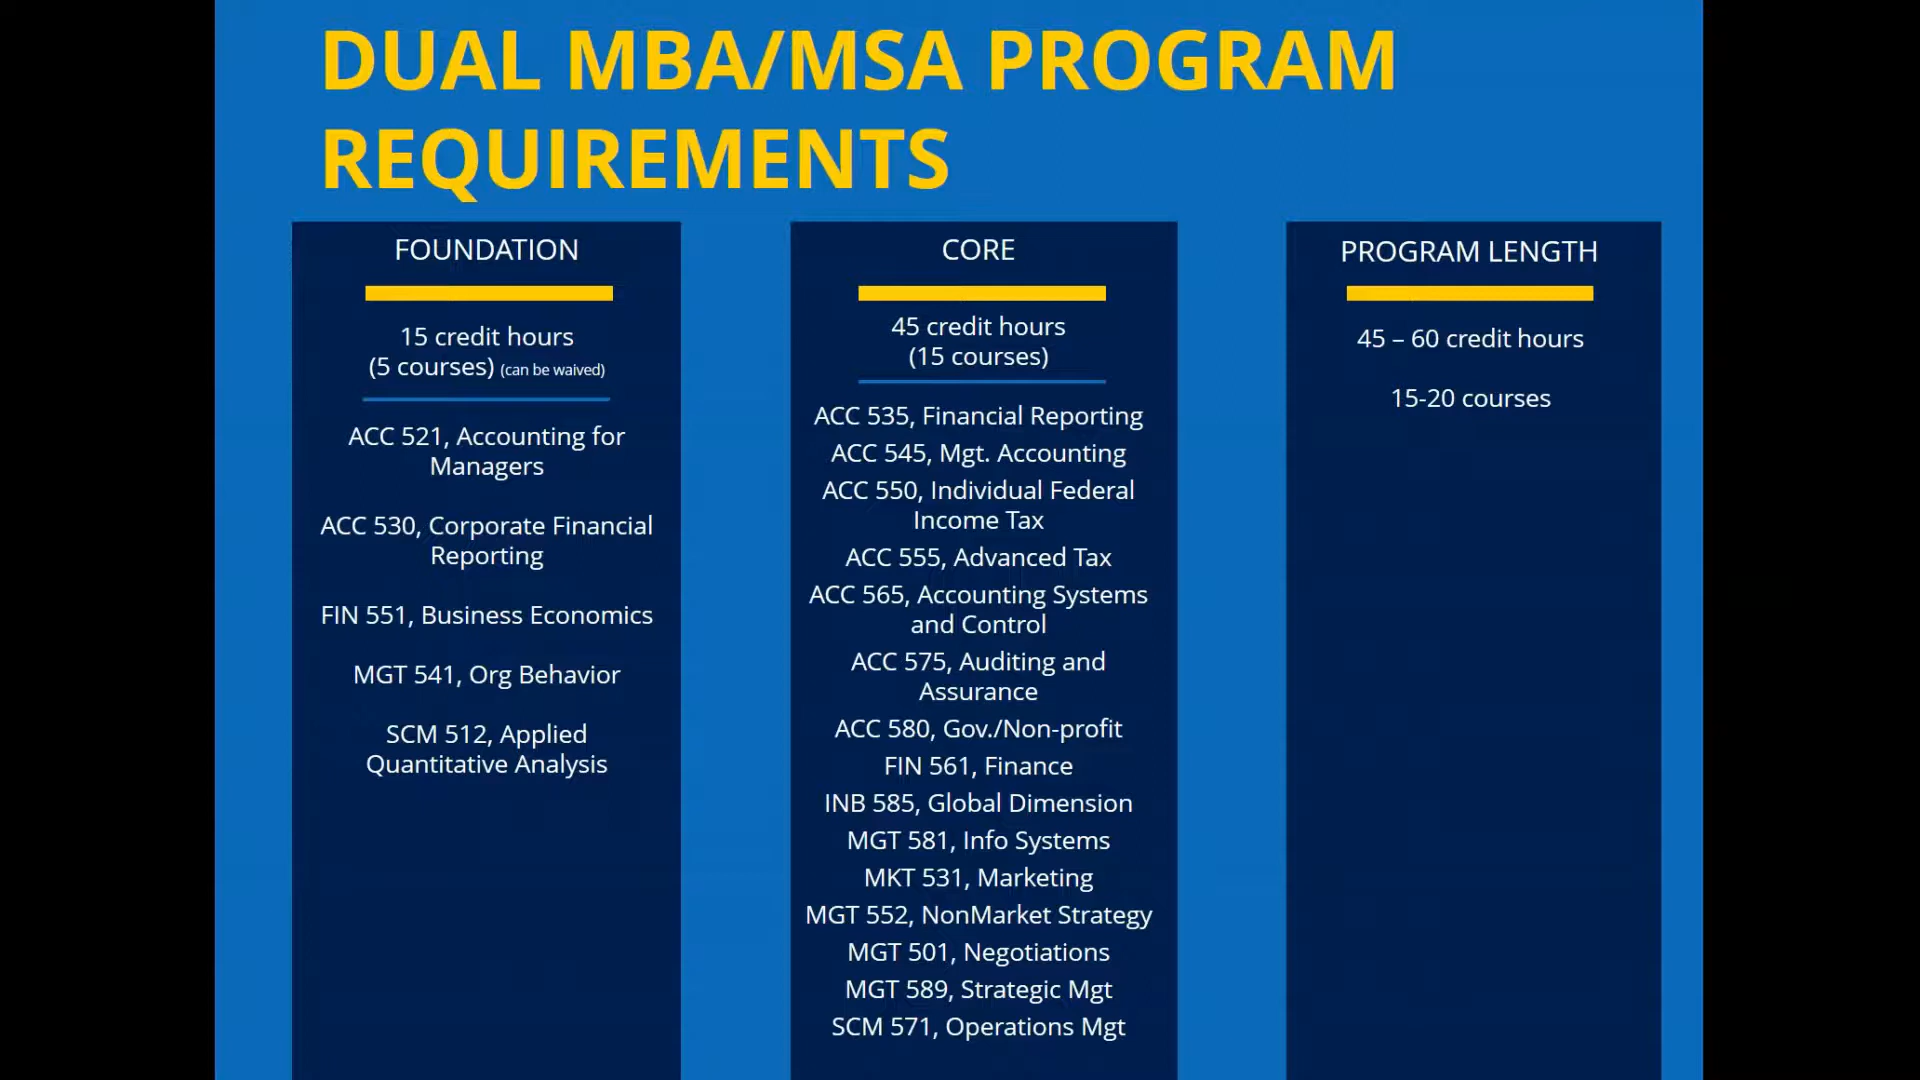 DUAL MBA/MSA PROGRAM
REQUIREMENTS
FOUNDATION
15 credit hours
(5 courses) (can be waived)
ACC 521, Accounting for
Managers
ACC 530, Corporate Financial
Reporting
FIN 551, Business Economics
MGT 541, Org Behavior
SCM 512, Applied
Quantitative Analysis
CORE
45 credit hours
(15 courses)
ACC 535, Financial Reporting
ACC 545, Mgt. Accounting
ACC 550, Individual Federal
Income Tax
ACC 555, Advanced Tax
ACC 565, Accounting Systems
and Control
ACC 575, Auditing and
Assurance
ACC 580, Gov./Non-profit
FIN 561, Finance
INB 585, Global Dimension
MGT 581, Info Systems
MKT 531, Marketing
MGT 552, NonMarket Strategy
MGT 501, Negotiations
MGT 589, Strategic Mgt
SCM 571, Operations Mgt
PROGRAM LENGTH
45 – 60 credit hours
15-20 courses